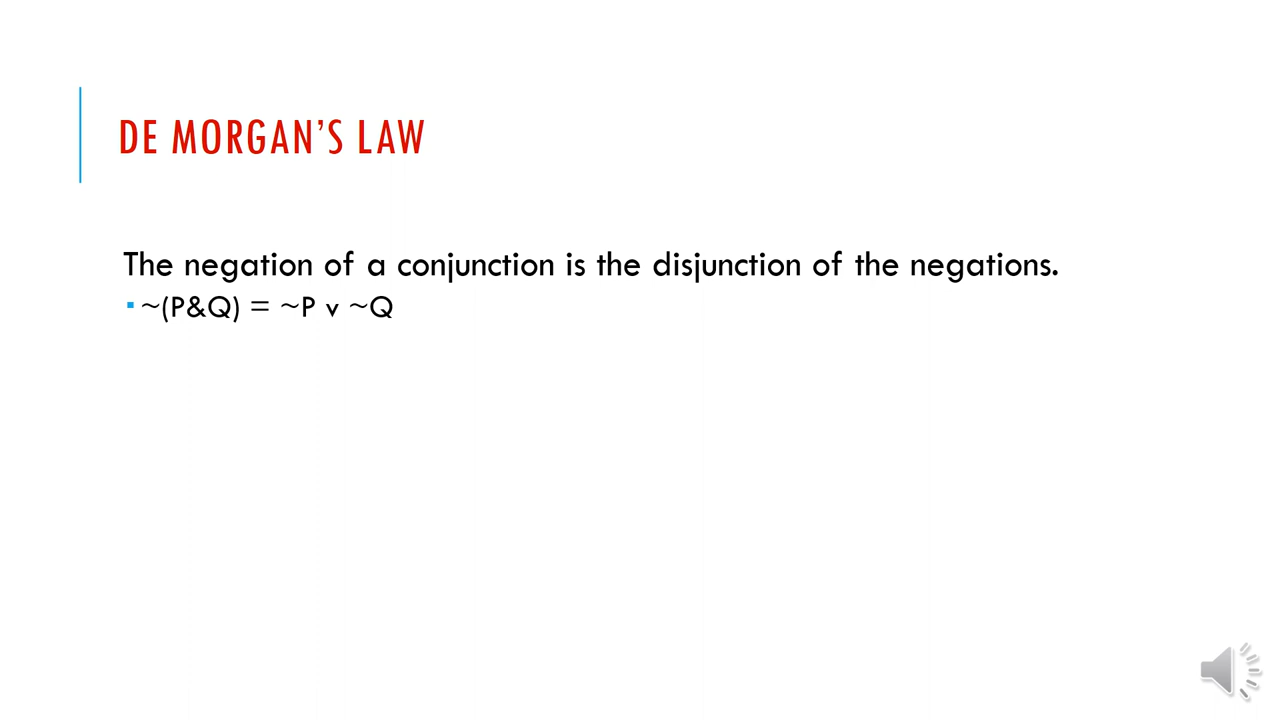 DE MORGAN’S LAW
The negation of a conjunction is the disjunction of the negations.
▪ ~(P&Q) = ~P v ~Q